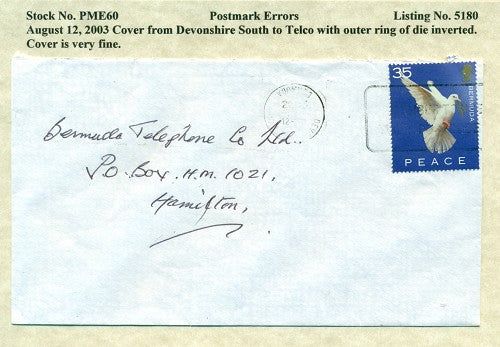 Stock No. PME60 Postmark Errors Listing No. 5180
August 12, 2003 Cover from Devonshire South to Telco with outer ring of die inverted.
Cover is very fine.
35
BERMUDA
PEACE
Bermuda Telephone Co Ltd..
P.O. Box. H.M. 1021,
Hamilton,